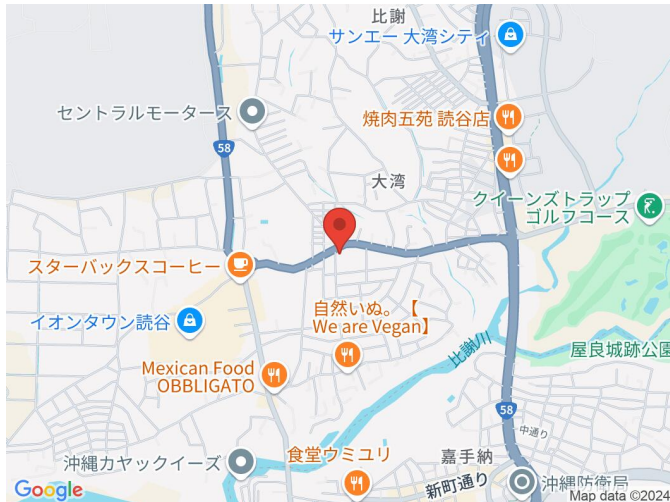 比謝
サンエー 大湾シティ
セントラルモータース
58
焼肉五苑 読谷店
大湾
クイーンズトラップ
ゴルフコース
スターバックスコーヒー
イオンタウン読谷
自然いぬ。【
We are Vegan】
比謝川
屋良城跡公園
Mexican Food
OBBLIGATO
58
中通り
嘉手納
沖縄カヤックイーズ
食堂ウミユリ
新町通り
沖縄防衛局
Google
Map data ©2024